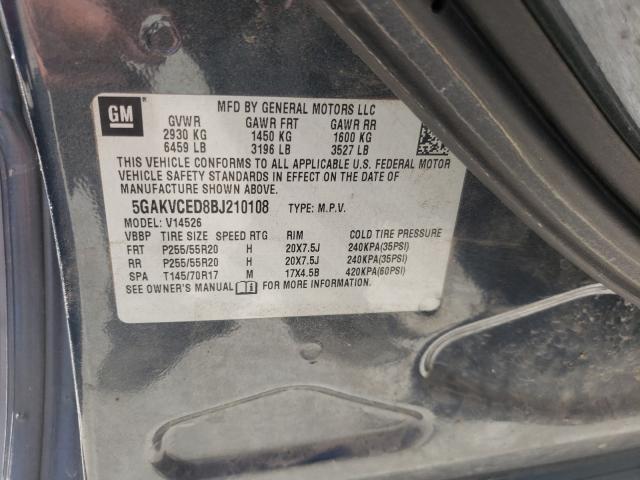 GM
MFD BY GENERAL MOTORS LLC
GVWR GAWR FRT GAWR RR
2930 KG 1450 KG 1600 KG
6459 LB 3196 LB 3527 LB
THIS VEHICLE CONFORMS TO ALL APPLICABLE U.S. FEDERAL MOTOR
VEHICLE SAFETY STANDARDS IN EFFECT ON THE DATE OF
MANUFACTURE SHOWN ABOVE.
5GAKVCED8BJ210108 TYPE: M.P.V.
MODEL: V14526
VBBP TIRE SIZE SPEED RTG RIM COLD TIRE PRESSURE
FRT P255/55R20 H 20X7.5J 240KPA(35PSI)
RR P255/55R20 H 20X7.5J 240KPA(35PSI)
SPA T145/70R17 M 17X4.5B 420KPA(60PSI)
SEE OWNER'S MANUAL FOR MORE INFORMATION.